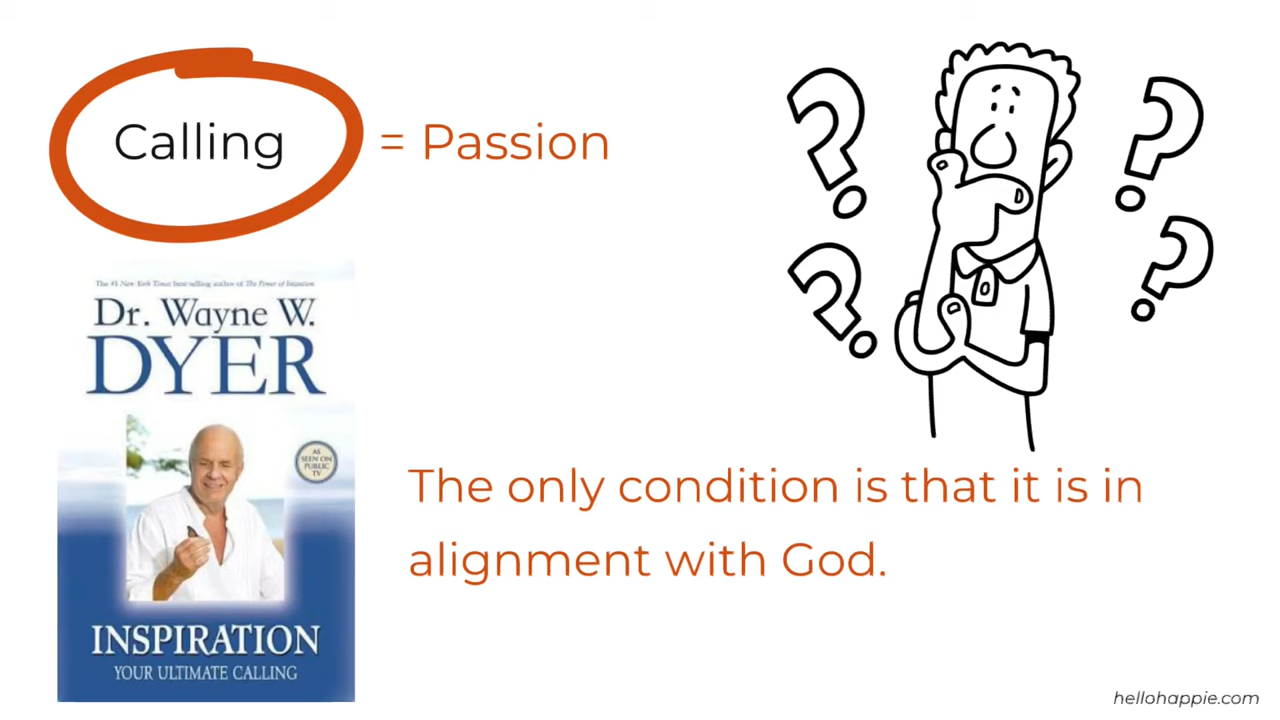 Calling
= Passion
The #1 New York Times best-selling author of The Power of Intention
Dr. Wayne W.
DYER
AS
SEEN ON
PUBLIC
TV
INSPIRATION
YOUR ULTIMATE CALLING
The only condition is that it is in
alignment with God.
hellohappie.com